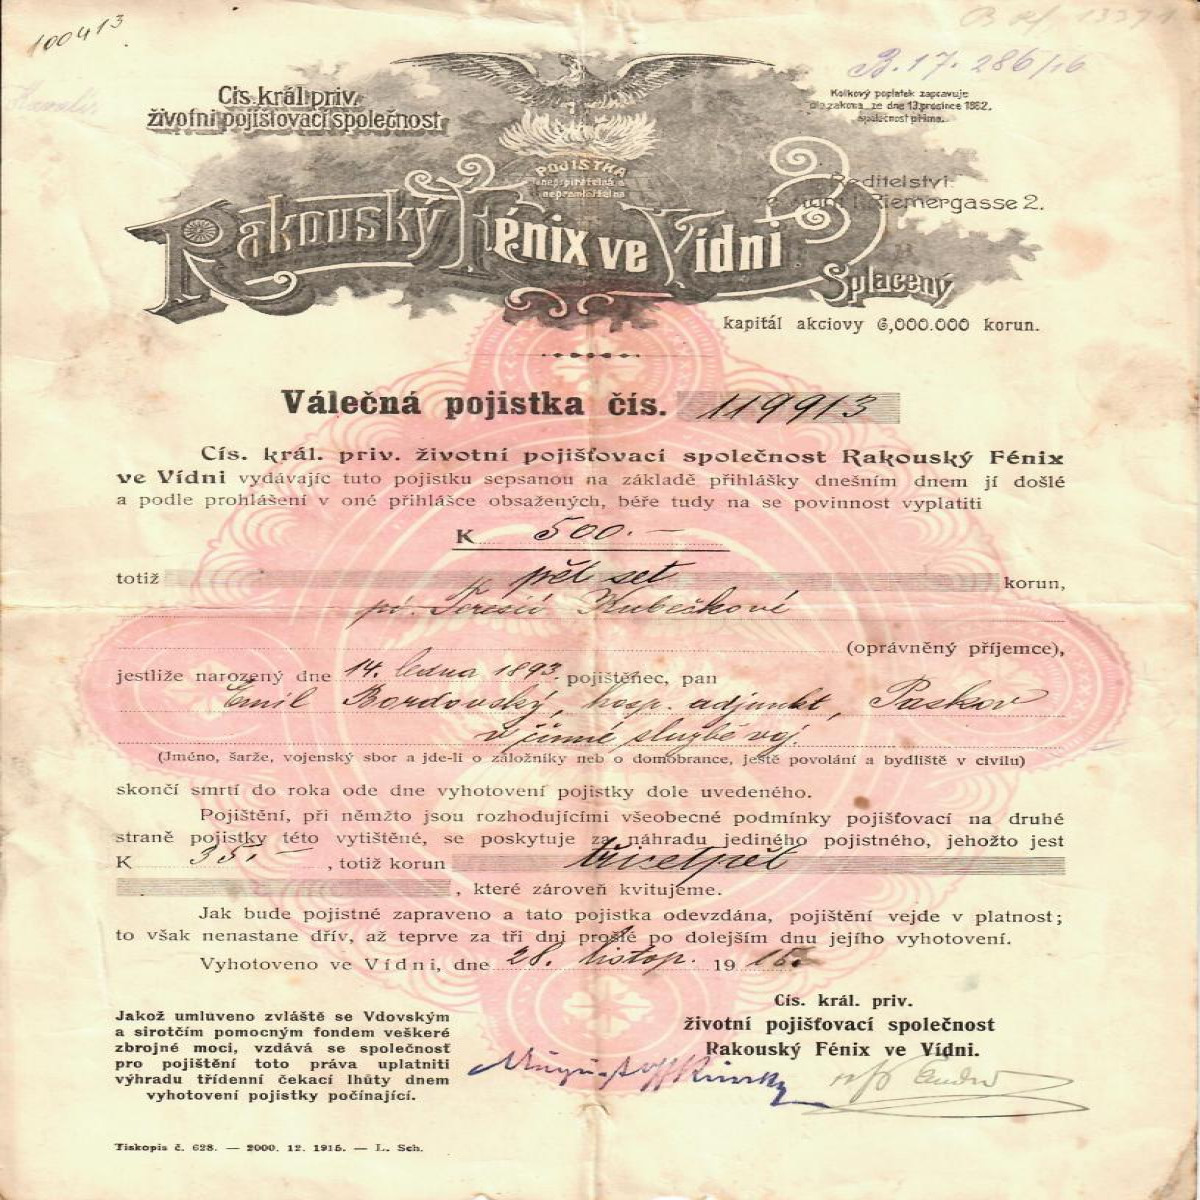 100413
B. 17. 286/16
Cís. král. priv.
životní pojišťovací společnost
Kolkový poplatek zapravuje
dle zákona ze dne 13. prosince 1862.
společnost přímo.
POJISTKA
nepropaditelná a
Ředitelství:
ve Vídni I. Riemergasse 2.
Rakouský Fénix ve Vídni
Splacený
kapitál akciovy 6,000.000 korun.
Válečná pojistka čís. 119913
Cís. král. priv. životní pojišťovací společnost Rakouský Fénix
ve Vídni vydávajíc tuto pojistku sepsanou na základě přihlášky dnešním dnem jí došlé
a podle prohlášení v oné přihlášce obsažených, béře tudy na se povinnost vyplatiti
K 500.—
totiž pět set korun,
pí. Teresií Kubečkové
(oprávněný příjemce),
jestliže narozený dne 14. ledna 1893. pojištěnec, pan
Emil Bordovský, hosp. adjunkt, Paskov
v činné službě voj.
(Jméno, šarže, vojenský sbor a jde-li o záložníky neb o domobrance, ještě povolání a bydliště v civilu)
skončí smrtí do roka ode dne vyhotovení pojistky dole uvedeného.
Pojištění, při němžto jsou rozhodujícími všeobecné podmínky pojišťovací na druhé
straně pojistky této vytištěné, se poskytuje za náhradu jediného pojistného, jehožto jest
K 35.— , totiž korun třicetpět
, které zároveň kvitujeme.
Jak bude pojistné zapraveno a tato pojistka odevzdána, pojištění vejde v platnost;
to však nenastane dřív, až teprve za tři dni prošlé po dolejším dnu jejího vyhotovení.
Vyhotoveno ve Vídni, dne 28. listop. 1915.
Jakož umluveno zvláště se Vdovským
a sirotčím pomocným fondem veškeré
zbrojné moci, vzdává se společnosť
pro pojištění toto práva uplatniti
výhradu třídenní čekací lhůty dnem
vyhotovení pojistky počínající.
Cís. král. priv.
životní pojišťovací společnost
Rakouský Fénix ve Vídni.
Tiskopis č. 628. — 2000. 12. 1915. — L. Sch.